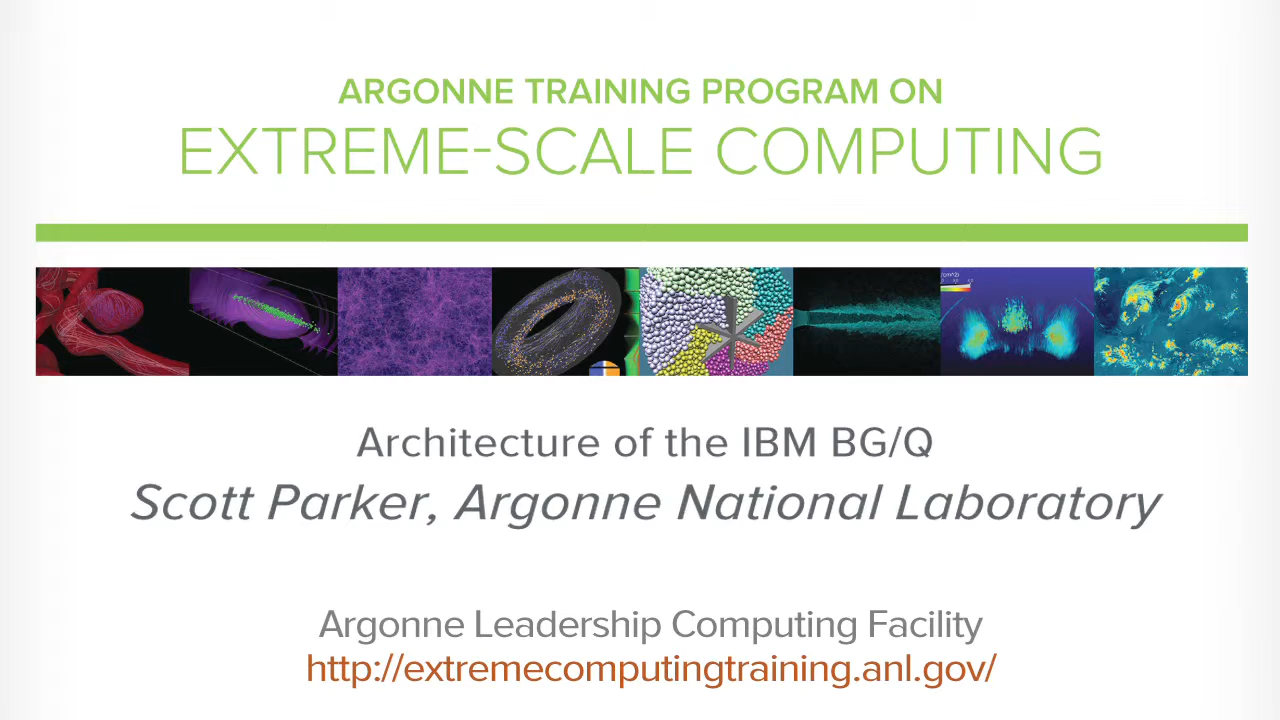 ARGONNE TRAINING PROGRAM ON
EXTREME-SCALE COMPUTING
Architecture of the IBM BG/Q
Scott Parker, Argonne National Laboratory
Argonne Leadership Computing Facility
http://extremecomputingtraining.anl.gov/